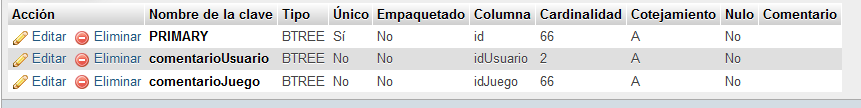 Acción Nombre de la clave Tipo Único Empaquetado Columna Cardinalidad Cotejamiento Nulo Comentario
Editar Eliminar PRIMARY BTREE Sí No id 66 A No
Editar Eliminar comentarioUsuario BTREE No No idUsuario 2 A No
Editar Eliminar comentarioJuego BTREE No No idJuego 66 A No